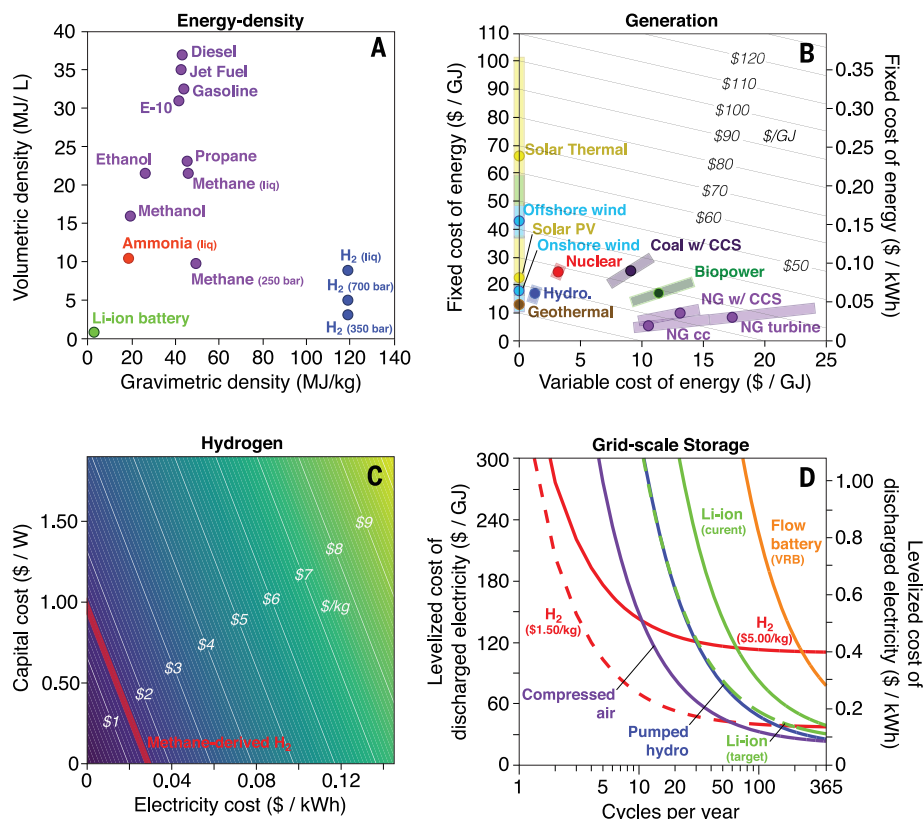 Energy-density
A
Volumetric density (MJ/ L)
40
35
30
25
20
15
10
5
0
Diesel
Jet Fuel
Gasoline
E-10
Ethanol
Propane
Methane (liq)
Methanol
Ammonia (liq)
Methane (250 bar)
H2 (liq)
H2 (700 bar)
H2 (350 bar)
Li-ion battery
0 20 40 60 80 100 120 140
Gravimetric density (MJ/kg)
Generation
B
Fixed cost of energy ($ / GJ)
110
100
90
80
70
60
50
40
30
20
10
0
$120
$110
$100
$90 $/GJ
$80
$70
$60
$50
Solar Thermal
Offshore wind
Solar PV
Onshore wind
Nuclear
Coal w/ CCS
Biopower
Hydro.
Geothermal
NG w/ CCS
NG turbine
NG cc
0.35
0.30
0.25
0.20
0.15
0.10
0.05
0
Fixed cost of energy ($ / kWh)
0 5 10 15 20 25
Variable cost of energy ($ / GJ)
Hydrogen
C
Capital cost ($ / W)
1.50
1.00
0.50
0
$9
$8
$7
$6
$/kg
$5
$4
$3
$2
$1
Methane-derived H2
0 0.04 0.08 0.12
Electricity cost ($ / kWh)
Grid-scale Storage
D
Levelized cost of
discharged electricity ($ / GJ)
300
240
180
120
60
0
Li-ion
(curent)
Flow
battery
(VRB)
H2
($1.50/kg)
H2
($5.00/kg)
Compressed
air
Pumped
hydro
Li-ion
(target)
1.00
0.8
0.6
0.4
0.2
0
Levelized cost of
discharged electricity ($ / kWh)
1 5 10 20 50 100 365
Cycles per year